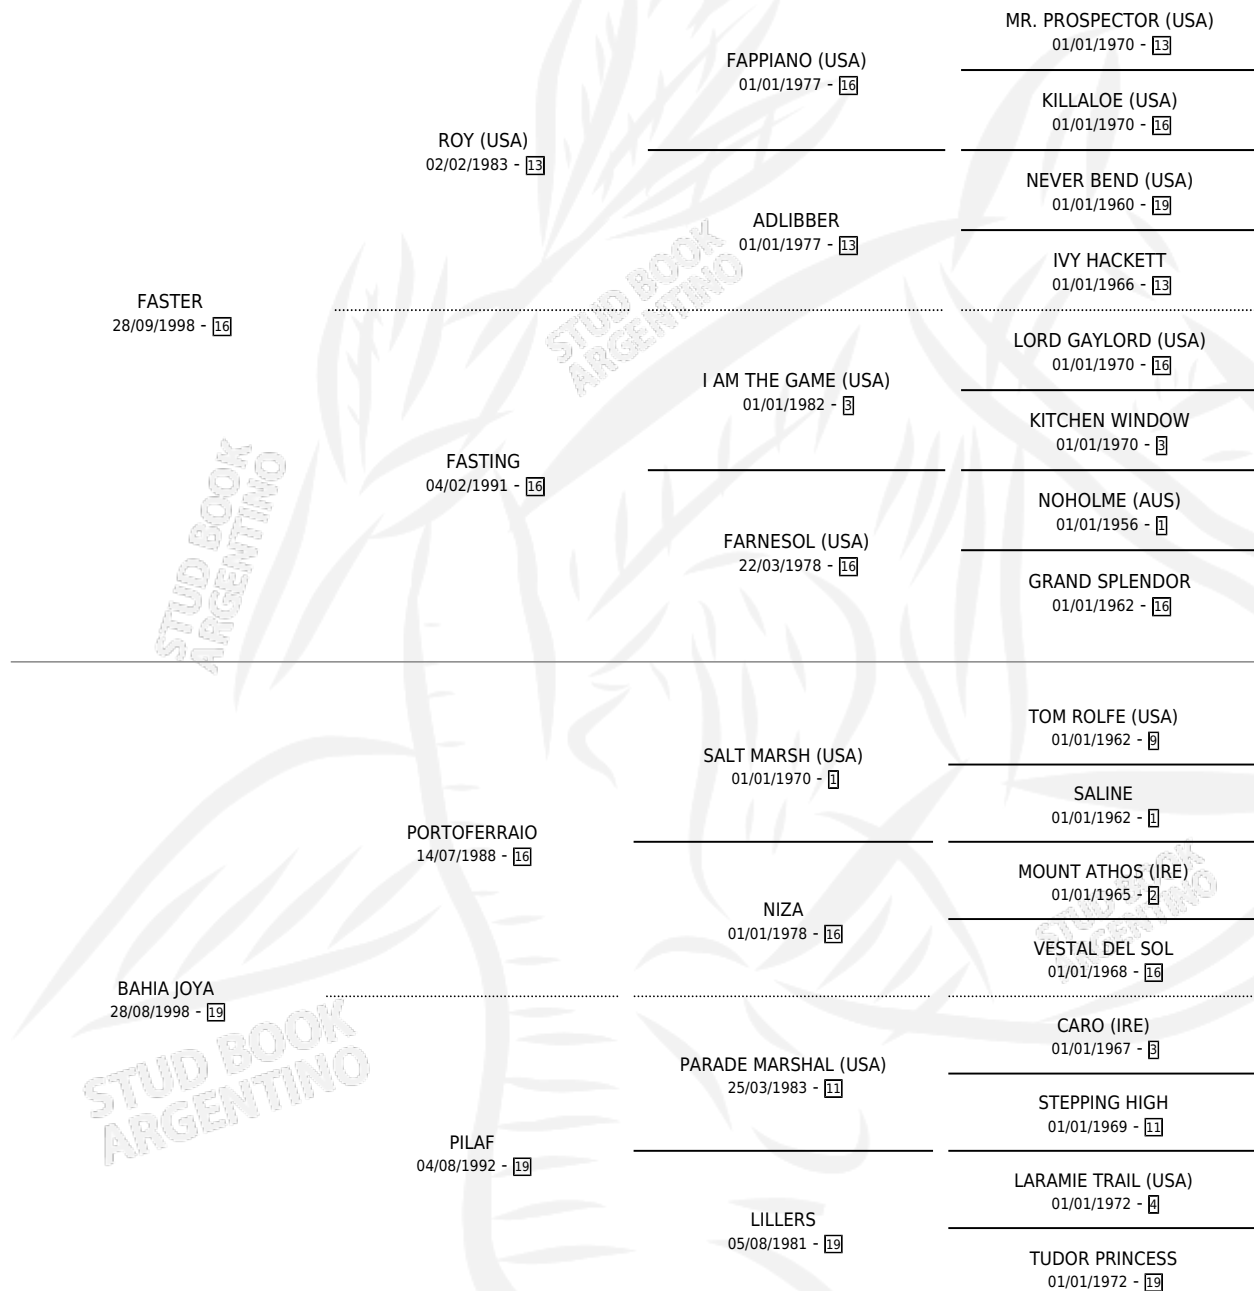 MR. PROSPECTOR (USA)
01/01/1970 - 13
FAPPIANO (USA)
01/01/1977 - 16
KILLALOE (USA)
01/01/1970 - 16
ROY (USA)
02/02/1983 - 13
NEVER BEND (USA)
01/01/1960 - 19
ADLIBBER
01/01/1977 - 13
IVY HACKETT
01/01/1966 - 13
FASTER
28/09/1998 - 16
LORD GAYLORD (USA)
01/01/1970 - 16
I AM THE GAME (USA)
01/01/1982 - 3
KITCHEN WINDOW
01/01/1970 - 3
FASTING
04/02/1991 - 16
NOHOLME (AUS)
01/01/1956 - 1
FARNESOL (USA)
22/03/1978 - 16
GRAND SPLENDOR
01/01/1962 - 16
TOM ROLFE (USA)
01/01/1962 - 9
SALT MARSH (USA)
01/01/1970 - 1
SALINE
01/01/1962 - 1
PORTOFERRAIO
14/07/1988 - 16
MOUNT ATHOS (IRE)
01/01/1965 - 2
NIZA
01/01/1978 - 16
VESTAL DEL SOL
01/01/1968 - 16
BAHIA JOYA
28/08/1998 - 19
CARO (IRE)
01/01/1967 - 3
PARADE MARSHAL (USA)
25/03/1983 - 11
STEPPING HIGH
01/01/1969 - 11
PILAF
04/08/1992 - 19
LARAMIE TRAIL (USA)
01/01/1972 - 4
LILLERS
05/08/1981 - 19
TUDOR PRINCESS
01/01/1972 - 19
STUD BOOK
ARGENTINO
STUD BOOK
ARGENTINO
STUD BOOK
ARGENTINO
STUD BOOK
ARGENTINO